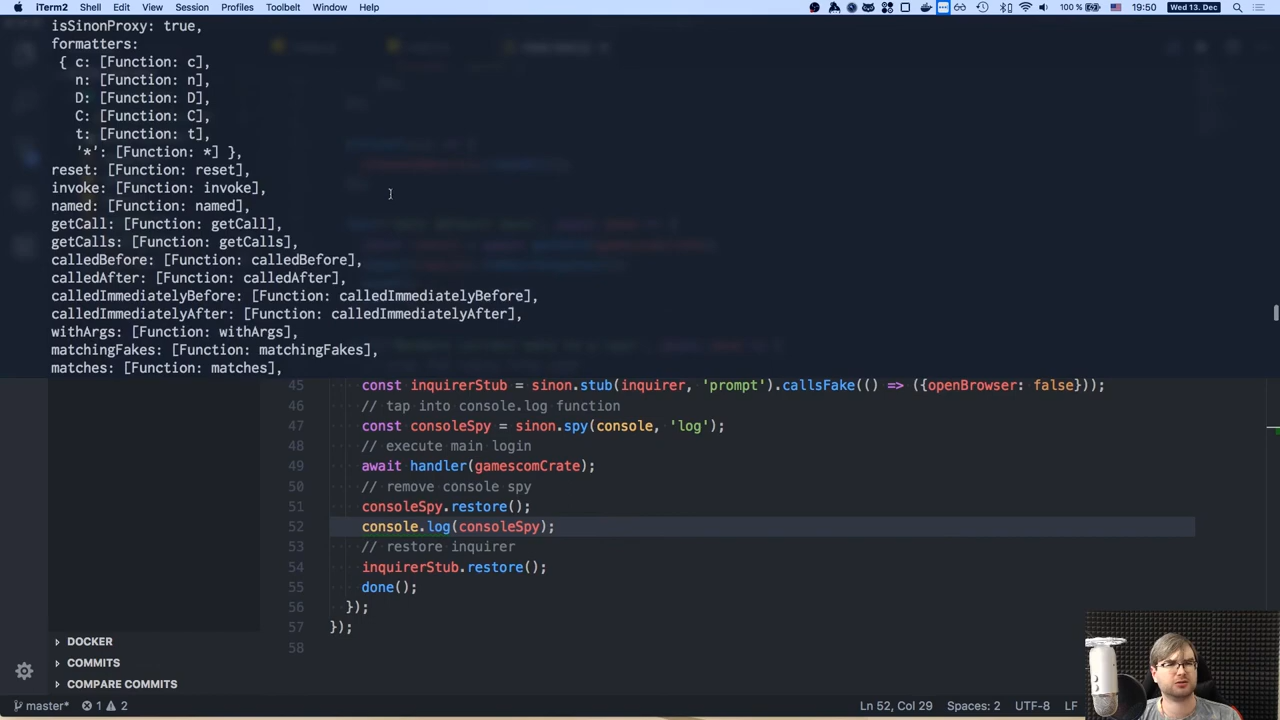 iTerm2 Shell Edit View Session Profiles Toolbelt Window Help 100 % 19:50 Wed 13. Dec
isSinonProxy: true,
formatters:
{ c: [Function: c],
n: [Function: n],
D: [Function: D],
C: [Function: C],
t: [Function: t],
'*': [Function: *] },
reset: [Function: reset],
invoke: [Function: invoke],
named: [Function: named],
getCall: [Function: getCall],
getCalls: [Function: getCalls],
calledBefore: [Function: calledBefore],
calledAfter: [Function: calledAfter],
calledImmediatelyBefore: [Function: calledImmediatelyBefore],
calledImmediatelyAfter: [Function: calledImmediatelyAfter],
withArgs: [Function: withArgs],
matchingFakes: [Function: matchingFakes],
matches: [Function: matches],
45 const inquirerStub = sinon.stub(inquirer, 'prompt').callsFake(() => ({openBrowser: false}));
46 // tap into console.log function
47 const consoleSpy = sinon.spy(console, 'log');
48 // execute main login
49 await handler(gamescomCrate);
50 // remove console spy
51 consoleSpy.restore();
52 console.log(consoleSpy);
53 // restore inquirer
54 inquirerStub.restore();
55 done();
56 });
57 });
58
DOCKER
COMMITS
COMPARE COMMITS
master* 1 2 Ln 52, Col 29 Spaces: 2 UTF-8 LF